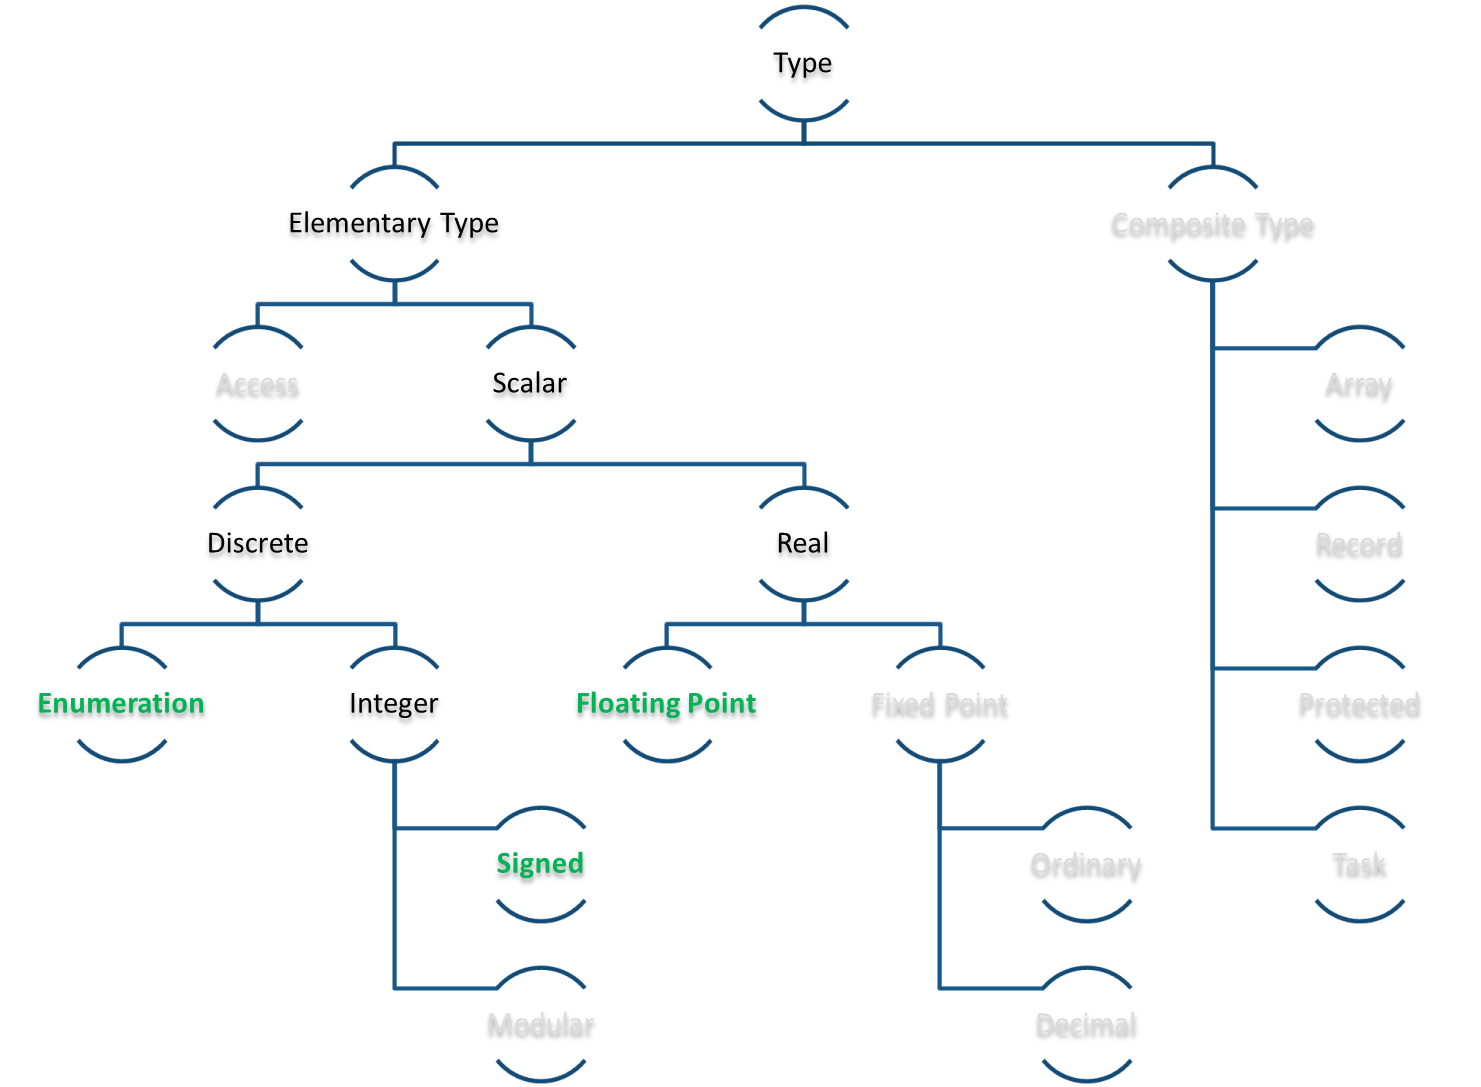 Type
Elementary Type
Composite Type
Access
Scalar
Array
Discrete
Real
Record
Enumeration
Integer
Floating Point
Fixed Point
Protected
Signed
Ordinary
Task
Modular
Decimal